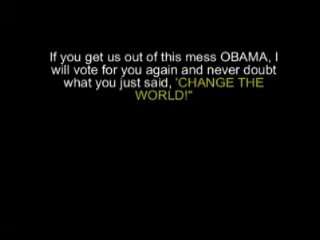 If you get us out of this mess OBAMA, I
will vote for you again and never doubt
what you just said, 'CHANGE THE
WORLD!"